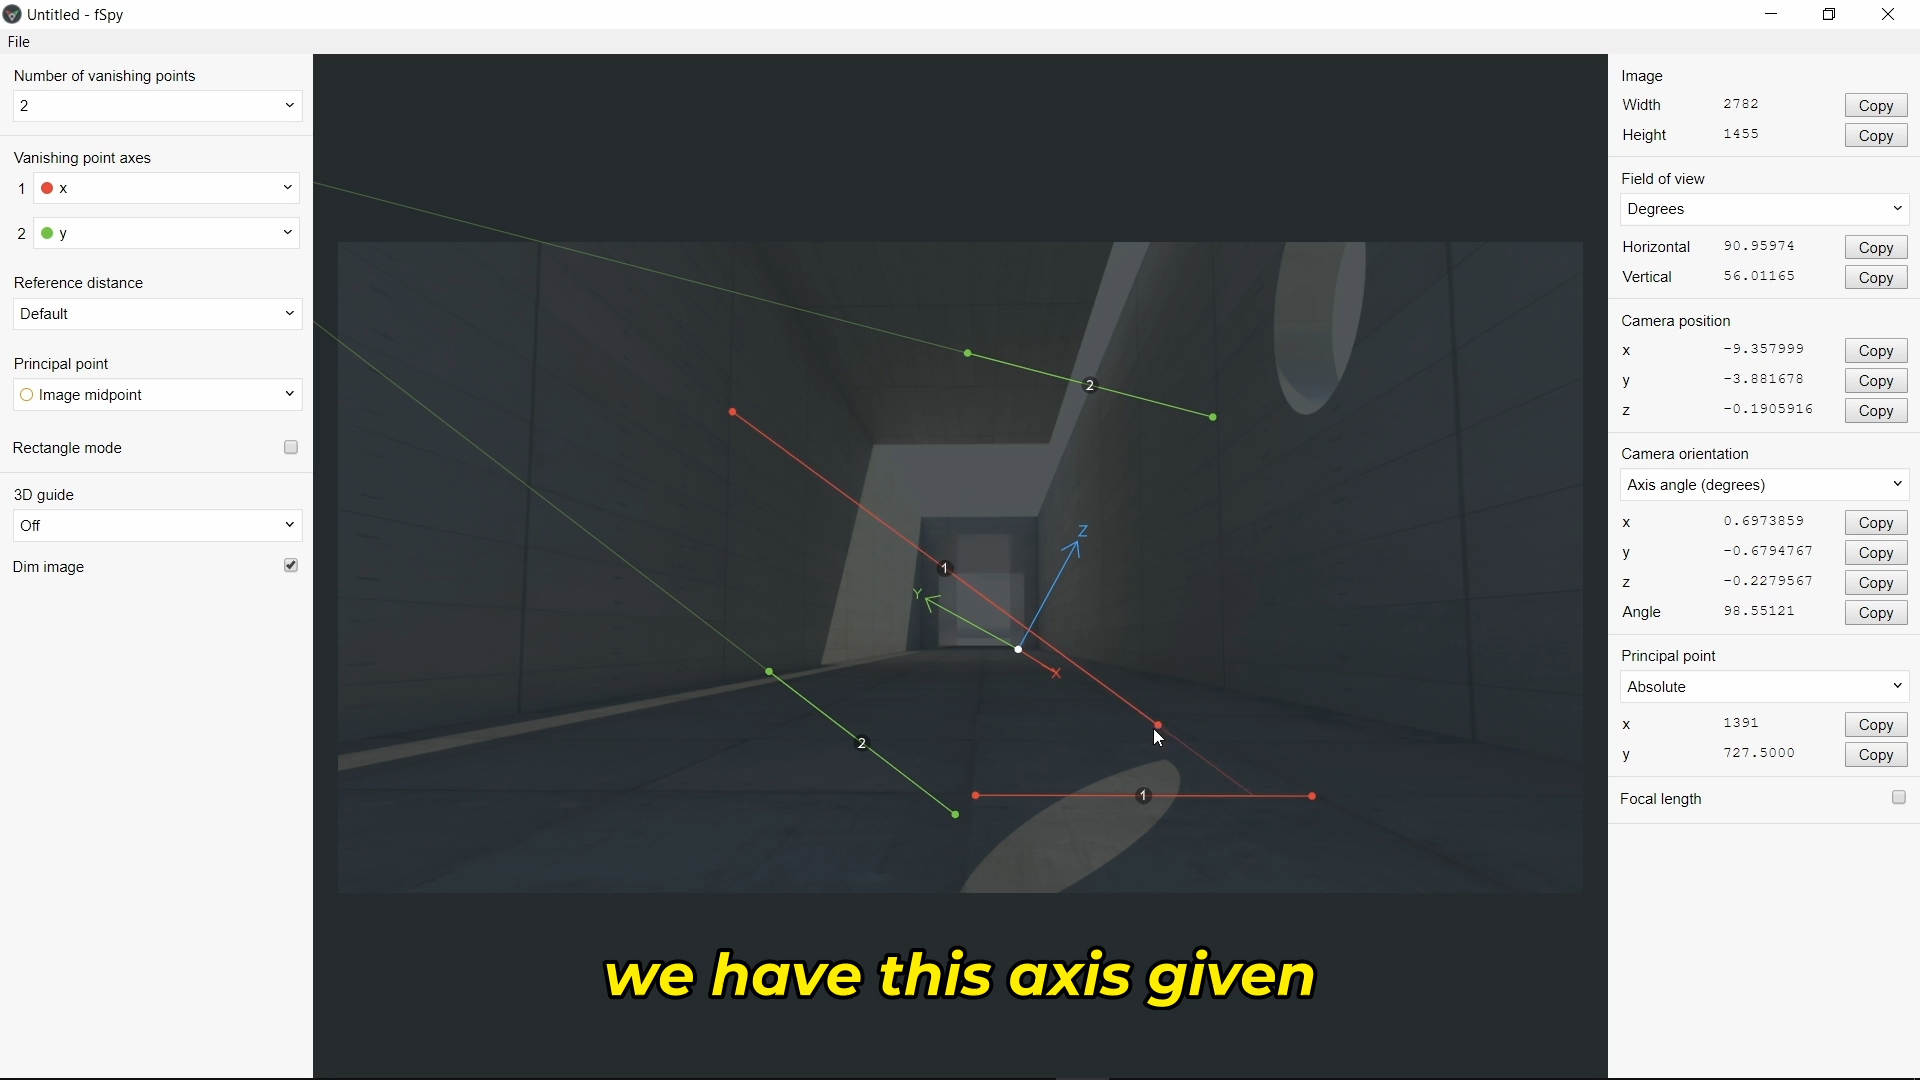 Untitled - fSpy
File
Number of vanishing points
2
Vanishing point axes
1 x
2 y
Reference distance
Default
Principal point
Image midpoint
Rectangle mode
3D guide
Off
Dim image
2
1
Z
Y
X
2
1
we have this axis given
Image
Width 2782 Copy
Height 1455 Copy
Field of view
Degrees
Horizontal 90.95974 Copy
Vertical 56.01165 Copy
Camera position
x -9.357999 Copy
y -3.881678 Copy
z -0.1905916 Copy
Camera orientation
Axis angle (degrees)
x 0.6973859 Copy
y -0.6794767 Copy
z -0.2279567 Copy
Angle 98.55121 Copy
Principal point
Absolute
x 1391 Copy
y 727.5000 Copy
Focal length